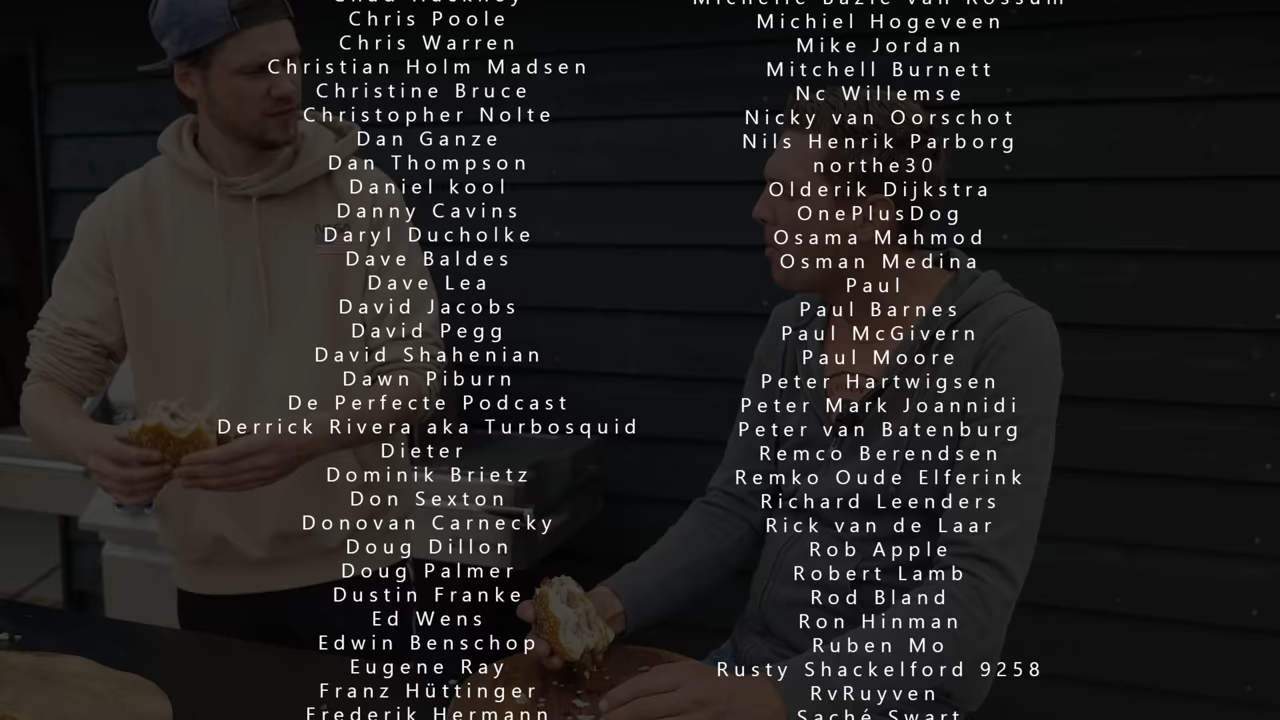 Chris Poole
Chris Warren
Christian Holm Madsen
Christine Bruce
Christopher Nolte
Dan Ganze
Dan Thompson
Daniel kool
Danny Cavins
Daryl Ducholke
Dave Baldes
Dave Lea
David Jacobs
David Pegg
David Shahenian
Dawn Piburn
De Perfecte Podcast
Derrick Rivera aka Turbosquid
Dieter
Dominik Brietz
Don Sexton
Donovan Carnecky
Doug Dillon
Doug Palmer
Dustin Franke
Ed Wens
Edwin Benschop
Eugene Ray
Franz Hüttinger
Frederik Hermann
Michiel Hogeveen
Mike Jordan
Mitchell Burnett
Nc Willemse
Nicky van Oorschot
Nils Henrik Parborg
northe30
Olderik Dijkstra
OnePlusDog
Osama Mahmod
Osman Medina
Paul
Paul Barnes
Paul McGivern
Paul Moore
Peter Hartwigsen
Peter Mark Joannidi
Peter van Batenburg
Remco Berendsen
Remko Oude Elferink
Richard Leenders
Rick van de Laar
Rob Apple
Robert Lamb
Rod Bland
Ron Hinman
Ruben Mo
Rusty Shackelford 9258
RvRuyven
Saché Swart